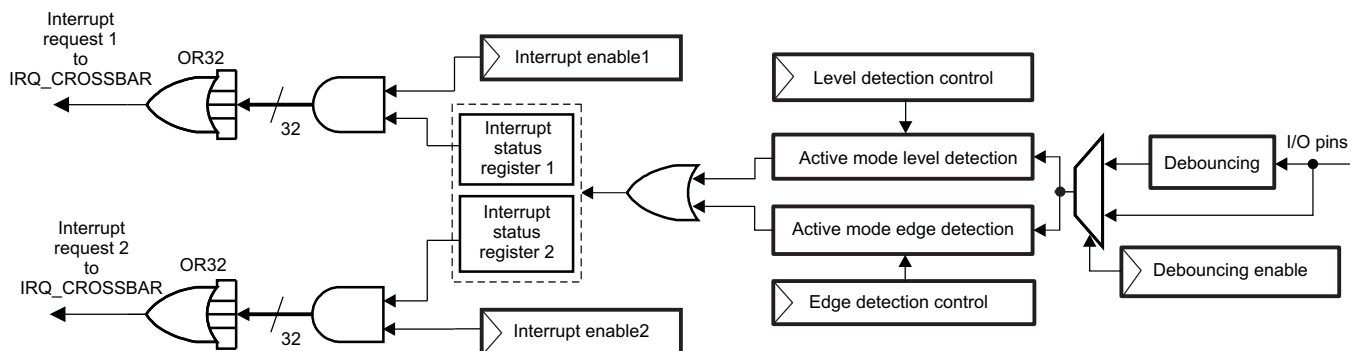 Interrupt
request 1
to
IRQ_CROSSBAR
OR32
32
Interrupt enable1
Interrupt
status
register 1
Interrupt
status
register 2
Level detection control
Active mode level detection
Active mode edge detection
Edge detection control
Debouncing
I/O pins
Debouncing enable
Interrupt
request 2
to
IRQ_CROSSBAR
OR32
32
Interrupt enable2